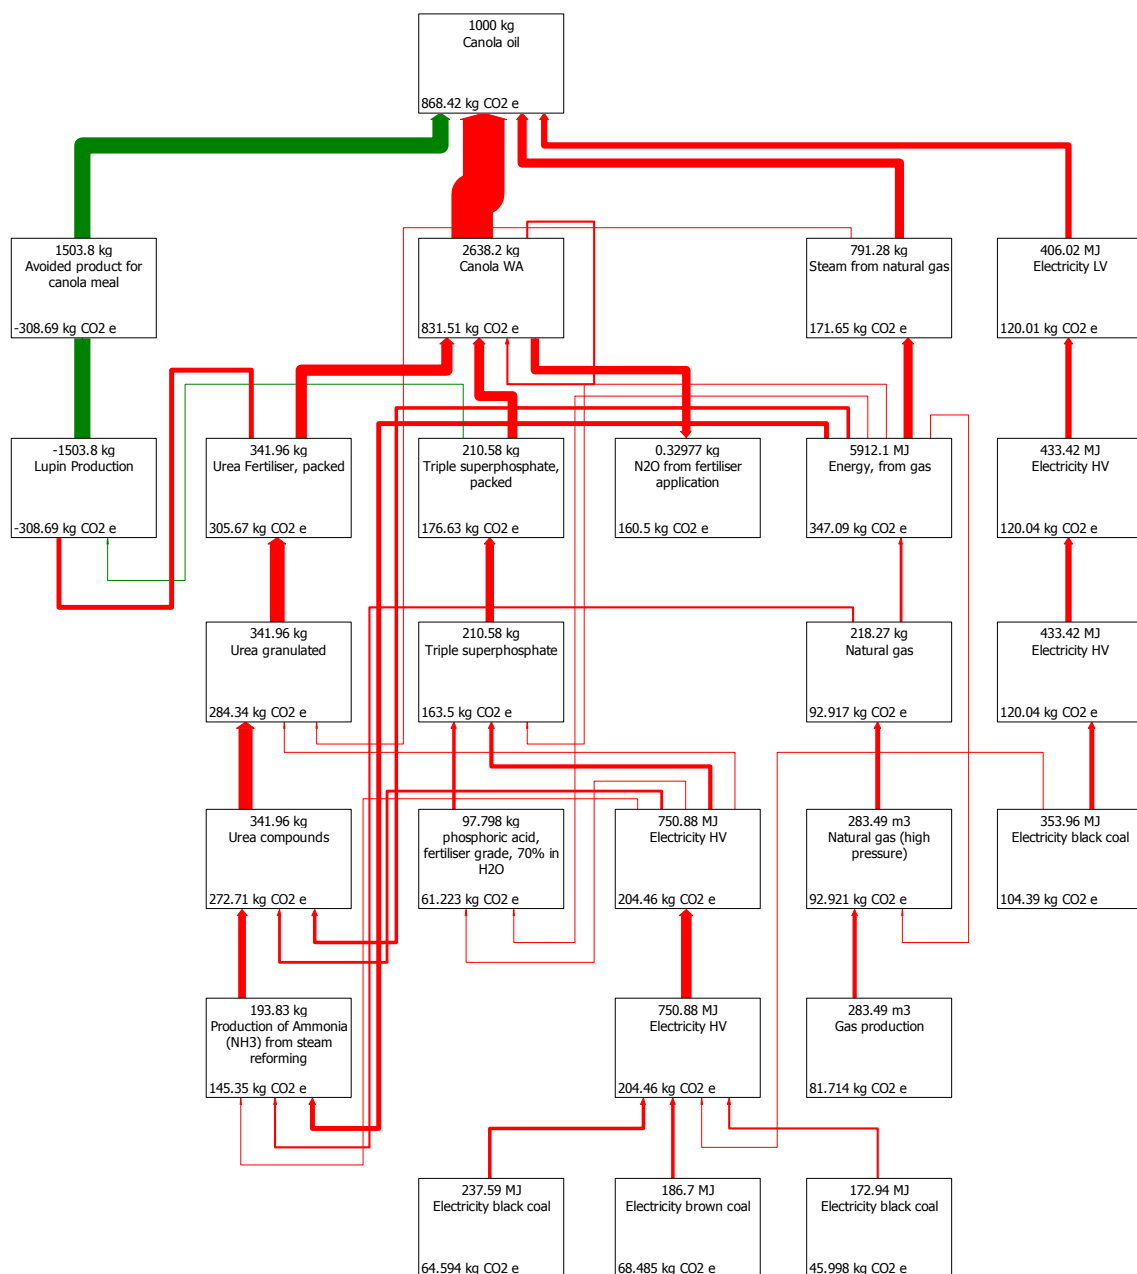 1000 kg
Canola oil
868.42 kg CO2 e
1503.8 kg
Avoided product for
canola meal
-308.69 kg CO2 e
2638.2 kg
Canola WA
831.51 kg CO2 e
791.28 kg
Steam from natural gas
171.65 kg CO2 e
406.02 MJ
Electricity LV
120.01 kg CO2 e
-1503.8 kg
Lupin Production
-308.69 kg CO2 e
341.96 kg
Urea Fertiliser, packed
305.67 kg CO2 e
210.58 kg
Triple superphosphate,
packed
176.63 kg CO2 e
0.32977 kg
N2O from fertiliser
application
160.5 kg CO2 e
5912.1 MJ
Energy, from gas
347.09 kg CO2 e
433.42 MJ
Electricity HV
120.04 kg CO2 e
341.96 kg
Urea granulated
284.34 kg CO2 e
210.58 kg
Triple superphosphate
163.5 kg CO2 e
218.27 kg
Natural gas
92.917 kg CO2 e
433.42 MJ
Electricity HV
120.04 kg CO2 e
341.96 kg
Urea compounds
272.71 kg CO2 e
97.798 kg
phosphoric acid,
fertiliser grade, 70% in
H2O
61.223 kg CO2 e
750.88 MJ
Electricity HV
204.46 kg CO2 e
283.49 m3
Natural gas (high
pressure)
92.921 kg CO2 e
353.96 MJ
Electricity black coal
104.39 kg CO2 e
193.83 kg
Production of Ammonia
(NH3) from steam
reforming
145.35 kg CO2 e
750.88 MJ
Electricity HV
204.46 kg CO2 e
283.49 m3
Gas production
81.714 kg CO2 e
237.59 MJ
Electricity black coal
64.594 kg CO2 e
186.7 MJ
Electricity brown coal
68.485 kg CO2 e
172.94 MJ
Electricity black coal
45.998 kg CO2 e